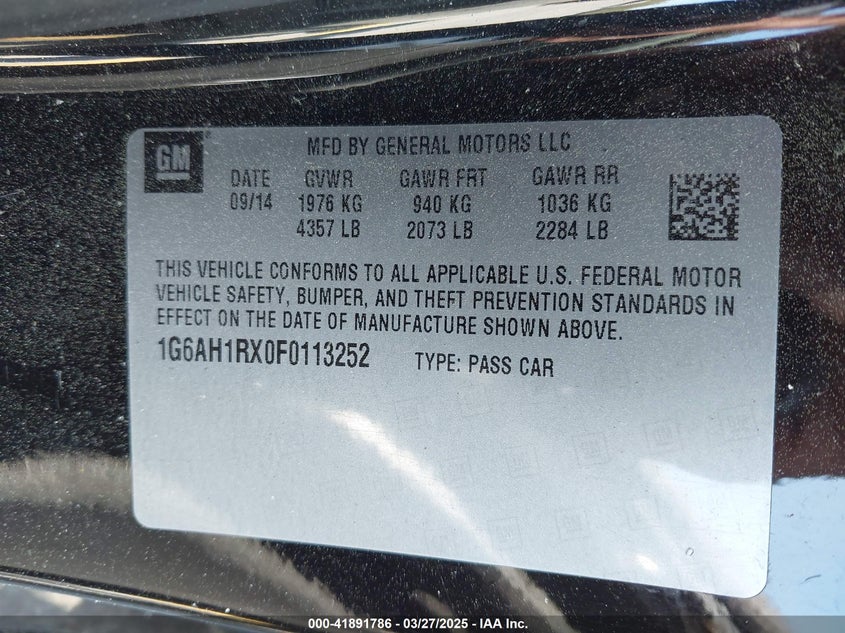 GM®
MFD BY GENERAL MOTORS LLC
DATE GVWR GAWR FRT GAWR RR
09/14 1976 KG 940 KG 1036 KG
4357 LB 2073 LB 2284 LB
THIS VEHICLE CONFORMS TO ALL APPLICABLE U.S. FEDERAL MOTOR
VEHICLE SAFETY, BUMPER, AND THEFT PREVENTION STANDARDS IN
EFFECT ON THE DATE OF MANUFACTURE SHOWN ABOVE.
1G6AH1RX0F0113252 TYPE: PASS CAR
000-41891786 — 03/27/2025 — IAA, Inc.